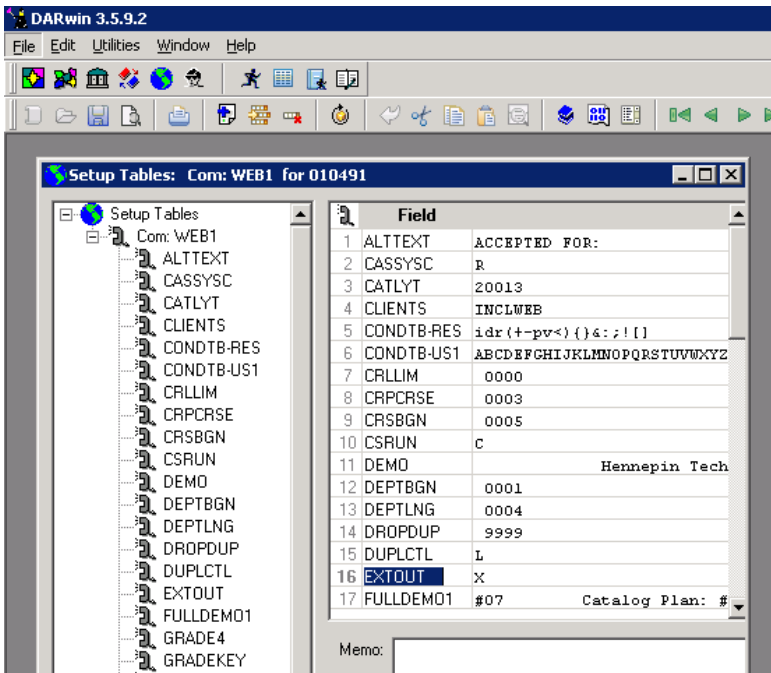 DARwin 3.5.9.2
File Edit Utilities Window Help
Setup Tables: Com: WEB1 for 010491
Setup Tables
Com: WEB1
ALTTEXT
CASSYSC
CATLYT
CLIENTS
CONDTB-RES
CONDTB-US1
CRLLIM
CRPCRSE
CRSBGN
CSRUN
DEMO
DEPTBGN
DEPTLNG
DROPDUP
DUPLCTL
EXTOUT
FULLDEMO1
GRADE4
GRADEKEY
Field
1 ALTTEXT ACCEPTED FOR:
2 CASSYSC R
3 CATLYT 20013
4 CLIENTS INCLWEB
5 CONDTB-RES idr(+-pv<){}&:;![]
6 CONDTB-US1 ABCDEFGHIJKLMNOPQRSTUVWXYZ
7 CRLLIM 0000
8 CRPCRSE 0003
9 CRSBGN 0005
10 CSRUN C
11 DEMO Hennepin Tech
12 DEPTBGN 0001
13 DEPTLNG 0004
14 DROPDUP 9999
15 DUPLCTL L
16 EXTOUT X
17 FULLDEMO1 #07 Catalog Plan: #
Memo: